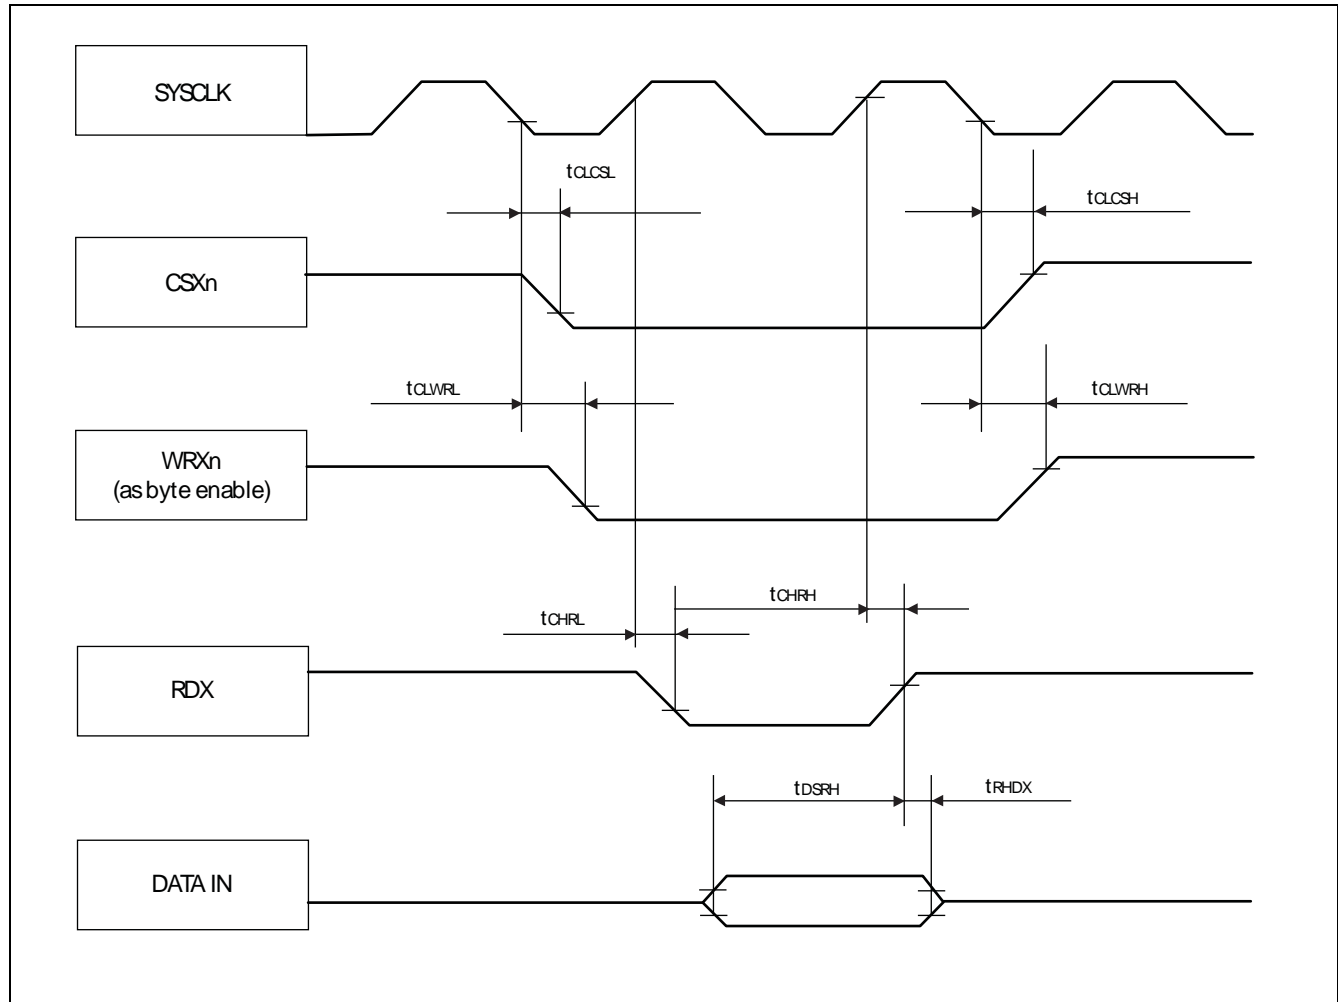 SYSCLK
tCLCSL
tCLCSH
CSXn
tCLWRL
tCLWRH
WRXn
(as byte enable)
tCHRH
tCHRL
RDX
tDSRH
tRHDX
DATA IN